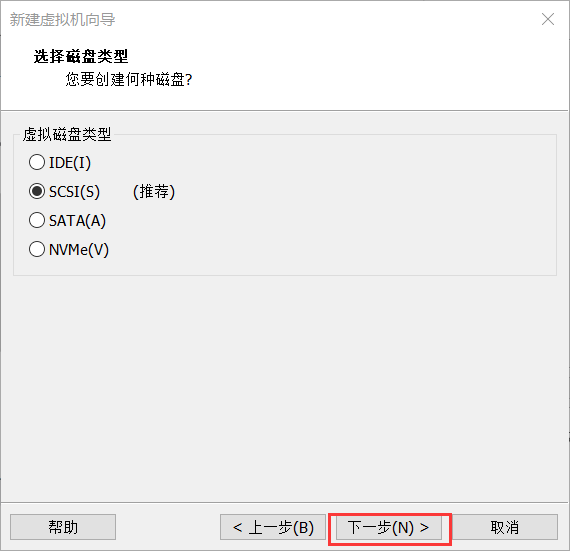 新建虚拟机向导
选择磁盘类型
您要创建何种磁盘?
虚拟磁盘类型
IDE(I)
SCSI(S) (推荐)
SATA(A)
NVMe(V)
帮助 < 上一步(B) 下一步(N) > 取消